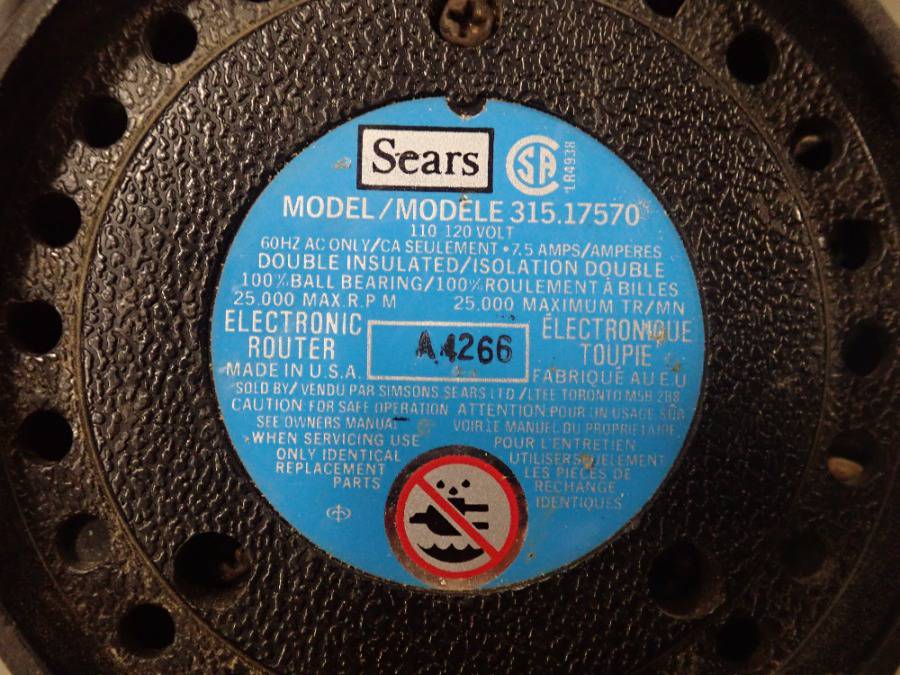 Sears
CSA
LR4938
MODEL/MODÈLE 315.17570
110 120 VOLT
60HZ AC ONLY/CA SEULEMENT • 7.5 AMPS/AMPÈRES
DOUBLE INSULATED/ISOLATION DOUBLE
100% BALL BEARING/100% ROULEMENT À BILLES
25.000 MAX. R.P M 25.000 MAXIMUM TR/MN
ELECTRONIC ROUTER
A4266
ÉLECTRONIQUE TOUPIE
MADE IN U.S.A. FABRIQUÉ AU E.U
SOLD BY/ VENDU PAR SIMSONS SEARS LTD /LTÉE TORONTO M5B 2B8
CAUTION: FOR SAFE OPERATION
SEE OWNERS MANUAL
WHEN SERVICING USE
ONLY IDENTICAL
REPLACEMENT
PARTS
ATTENTION:POUR UN USAGE SÛR
VOIR LE MANUEL DU PROPRIÉTAIRE
POUR L'ENTRETIEN
UTILISER SEULEMENT
LES PIÈCES DE
RECHANGE
IDENTIQUES